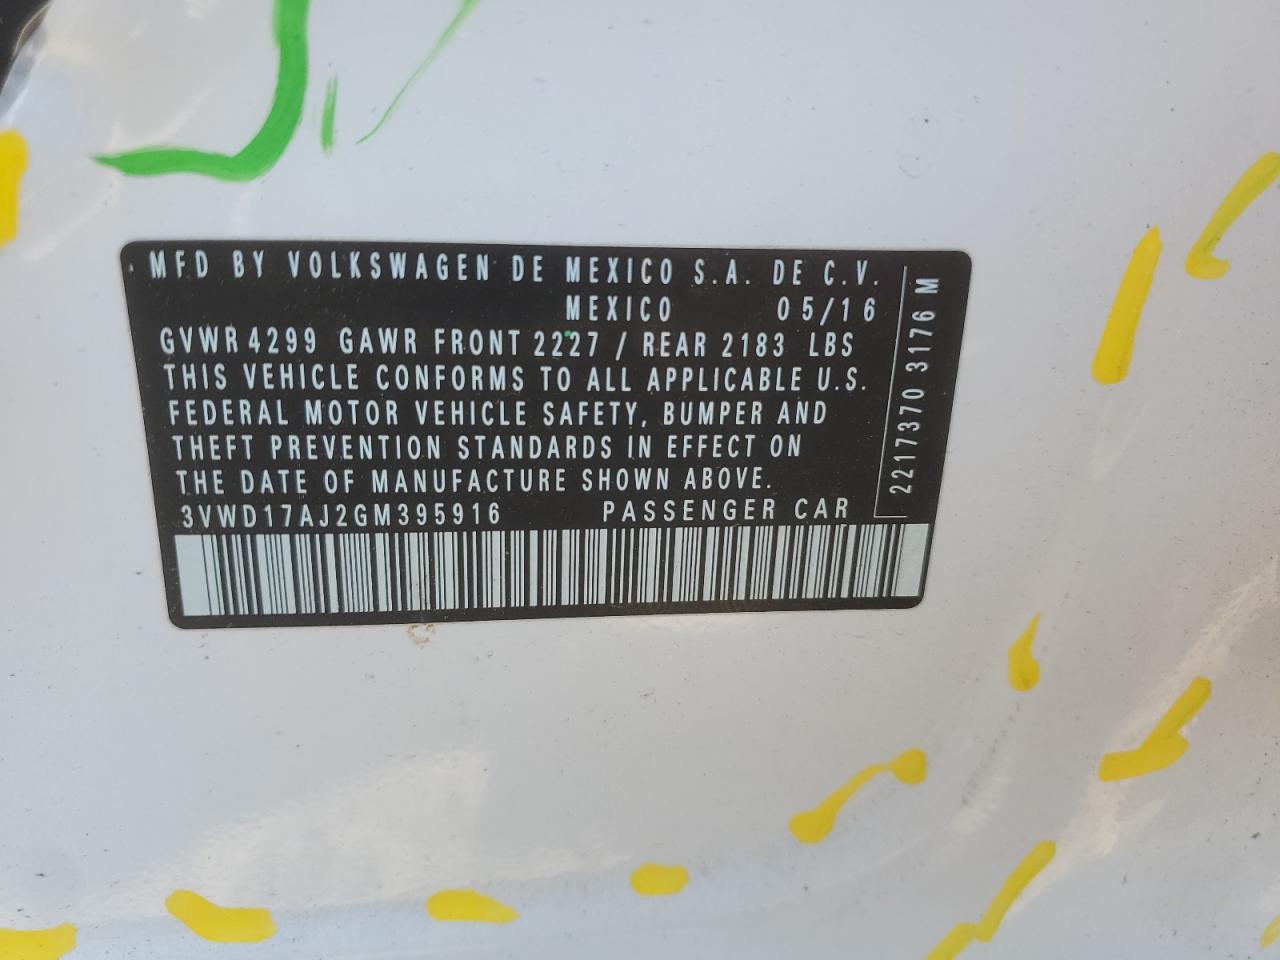 MFD BY VOLKSWAGEN DE MEXICO S.A. DE C.V.
MEXICO 05/16
GVWR 4299 GAWR FRONT 2227 / REAR 2183 LBS
THIS VEHICLE CONFORMS TO ALL APPLICABLE U.S.
FEDERAL MOTOR VEHICLE SAFETY, BUMPER AND
THEFT PREVENTION STANDARDS IN EFFECT ON
THE DATE OF MANUFACTURE SHOWN ABOVE.
3VWD17AJ2GM395916 PASSENGER CAR
2217370 3176 M